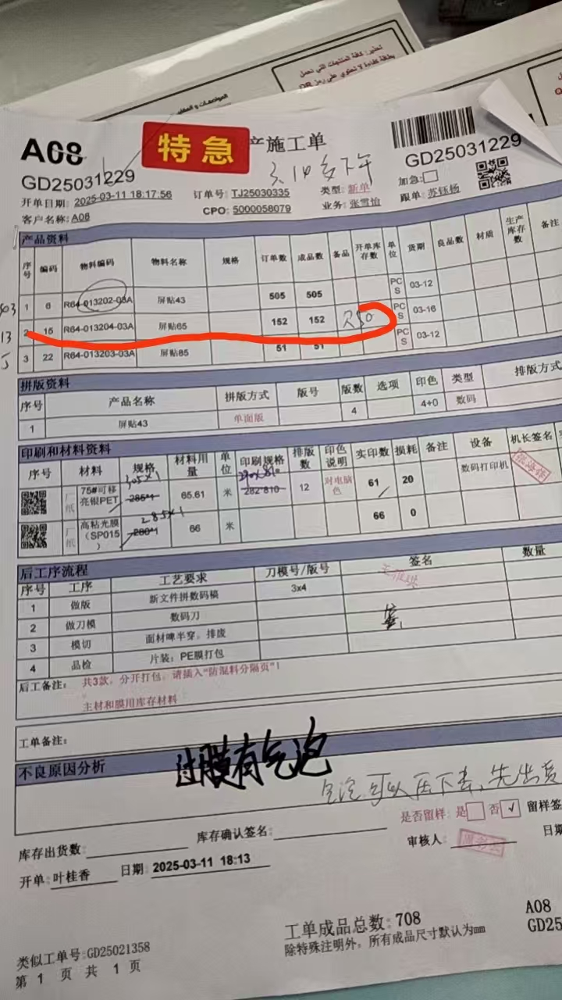 تحذير: كافة المنتجات التي تحمل
بطاقة كفاءة لا تحتوي على رمز QR
A08
特急
产施工单
GD25031229
GD25031229
开单日期: 2025-03-11 18:17:56
订单号: TJ25030335
类型: 新单
加急:
客户名称: A08
CPO: 5000058079
业务: 张雪怡
跟单: 苏钰杨
产品资料
序号 编码 物料编码 物料名称 规格 订单数 成品数 备品 开单库存数 单位 货期 良品数 材质 生产库存数 备注
1 6 R64-013202-03A 屏贴43 505 505 PCS 03-12
2 15 R64-013204-03A 屏贴65 152 152 PCS 03-16
3 22 R64-013203-03A 屏贴85 51 51 PCS 03-12
拼版资料
序号 产品名称 拼版方式 版号 版数 选项 印色 类型 排版方式
1 屏贴43 单面版 4 4+0 数码
印刷和材料资料
序号 材料 规格 材料用量 单位 印刷规格 排版数 印色说明 实印数 损耗 备注 设备 机长签名
305×1 290×810
厂纸 75#可移亮银PET 285*1 65.61 米 282*810 12 对电脑色 61 20 数码打印机
285×1
厂纸 高粘光膜(SP015) 280*1 66 米 66 0
后工序流程
序号 工序 工艺要求 刀模号/版号 签名 数量
1 做版 新文件拼数码稿 3x4
2 做刀模 数码刀
3 模切 面材啤半穿，排废
4 品检 片装：PE膜打包
后工备注: 共3款，分开打包，请插入“防混料分隔页”!
主材和膜用库存材料
工单备注:
不良原因分析
过膜有气泡
气泡可以压下去，先出货
是否留样: 是 否 √ 留样签
库存出货数:
库存确认签名:
审核人:
日期
开单: 叶桂香
日期: 2025-03-11 18:13
工单成品总数: 708
A08
除特殊注明外，所有成品尺寸默认为mm
GD25
类似工单号:GD25021358
第 1 页 共 1 页